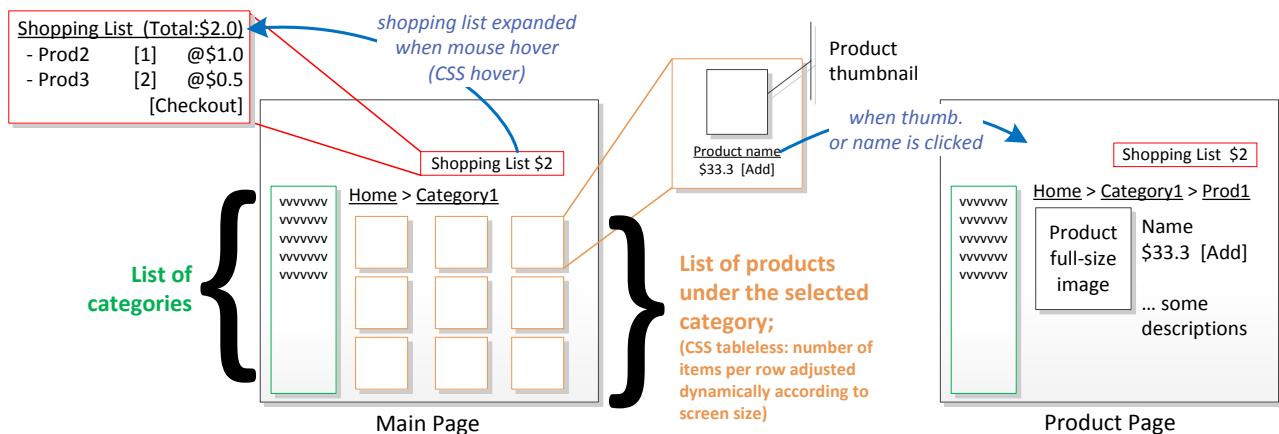 Shopping List (Total:$2.0)
- Prod2 [1] @$1.0
- Prod3 [2] @$0.5
[Checkout]
shopping list expanded
when mouse hover
(CSS hover)
Product
thumbnail
Product name
$33.3 [Add]
when thumb.
or name is clicked
Shopping List $2
Home > Category1
vvvvvvv
vvvvvvv
vvvvvvv
vvvvvvv
vvvvvvv
List of
categories
List of products
under the selected
category;
(CSS tableless: number of
items per row adjusted
dynamically according to
screen size)
Main Page
Shopping List $2
Home > Category1 > Prod1
vvvvvvv
vvvvvvv
vvvvvvv
vvvvvvv
vvvvvvv
Product
full-size
image
Name
$33.3 [Add]
... some
descriptions
Product Page